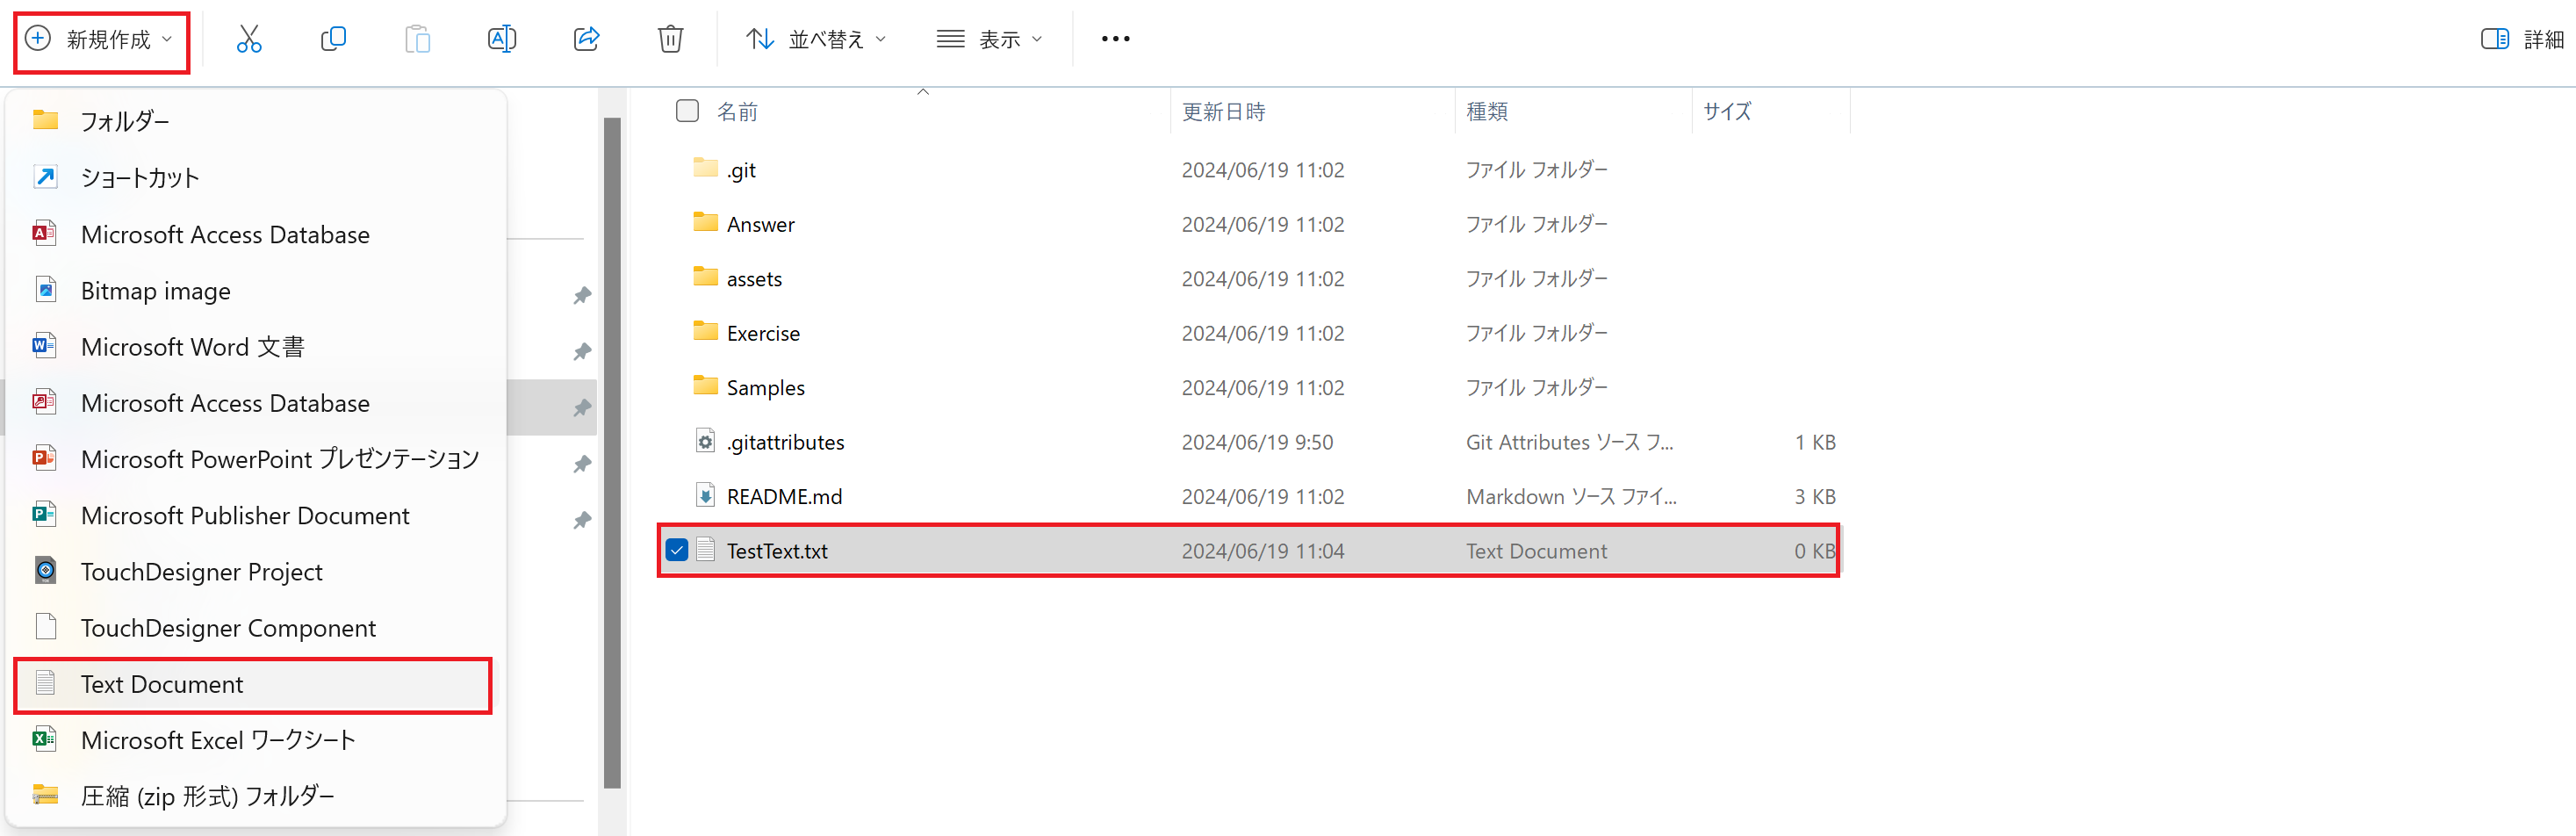 新規作成
並べ替え
表示
詳細
フォルダー
ショートカット
Microsoft Access Database
Bitmap image
Microsoft Word 文書
Microsoft Access Database
Microsoft PowerPoint プレゼンテーション
Microsoft Publisher Document
TouchDesigner Project
TouchDesigner Component
Text Document
Microsoft Excel ワークシート
圧縮 (zip 形式) フォルダー
名前 更新日時 種類 サイズ
.git 2024/06/19 11:02 ファイル フォルダー
Answer 2024/06/19 11:02 ファイル フォルダー
assets 2024/06/19 11:02 ファイル フォルダー
Exercise 2024/06/19 11:02 ファイル フォルダー
Samples 2024/06/19 11:02 ファイル フォルダー
.gitattributes 2024/06/19 9:50 Git Attributes ソース フ... 1 KB
README.md 2024/06/19 11:02 Markdown ソース ファイ... 3 KB
TestText.txt 2024/06/19 11:04 Text Document 0 KB